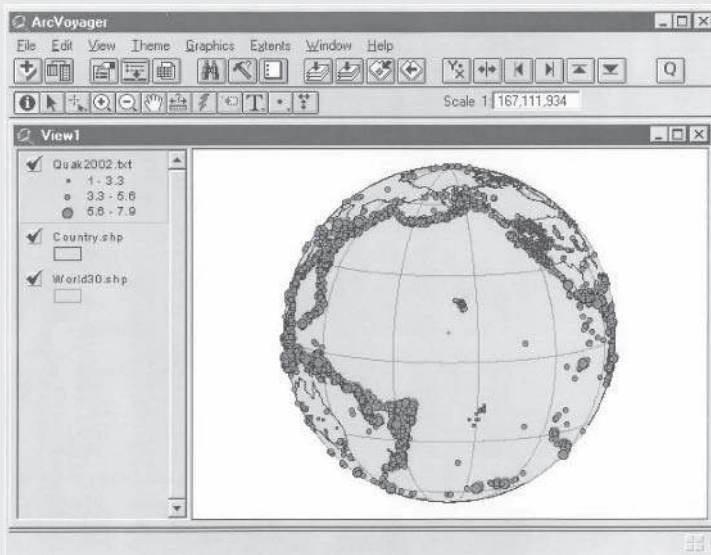 ArcVoyager
File Edit View Theme Graphics Extents Window Help
Q
Scale 1: 167,111,934
View1
Quak2002.txt
1 - 3.3
3.3 - 5.6
5.6 - 7.9
Country.shp
World30.shp